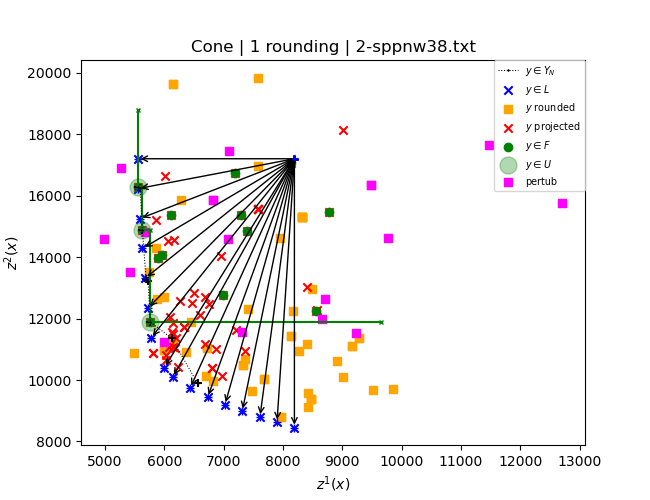 Cone | 1 rounding | 2-sppnw38.txt
20000
18000
16000
14000
12000
10000
8000
z²(x)
y ∈ Y_N
y ∈ L
y rounded
y projected
y ∈ F
y ∈ U
pertub
5000 6000 7000 8000 9000 10000 11000 12000 13000
z¹(x)